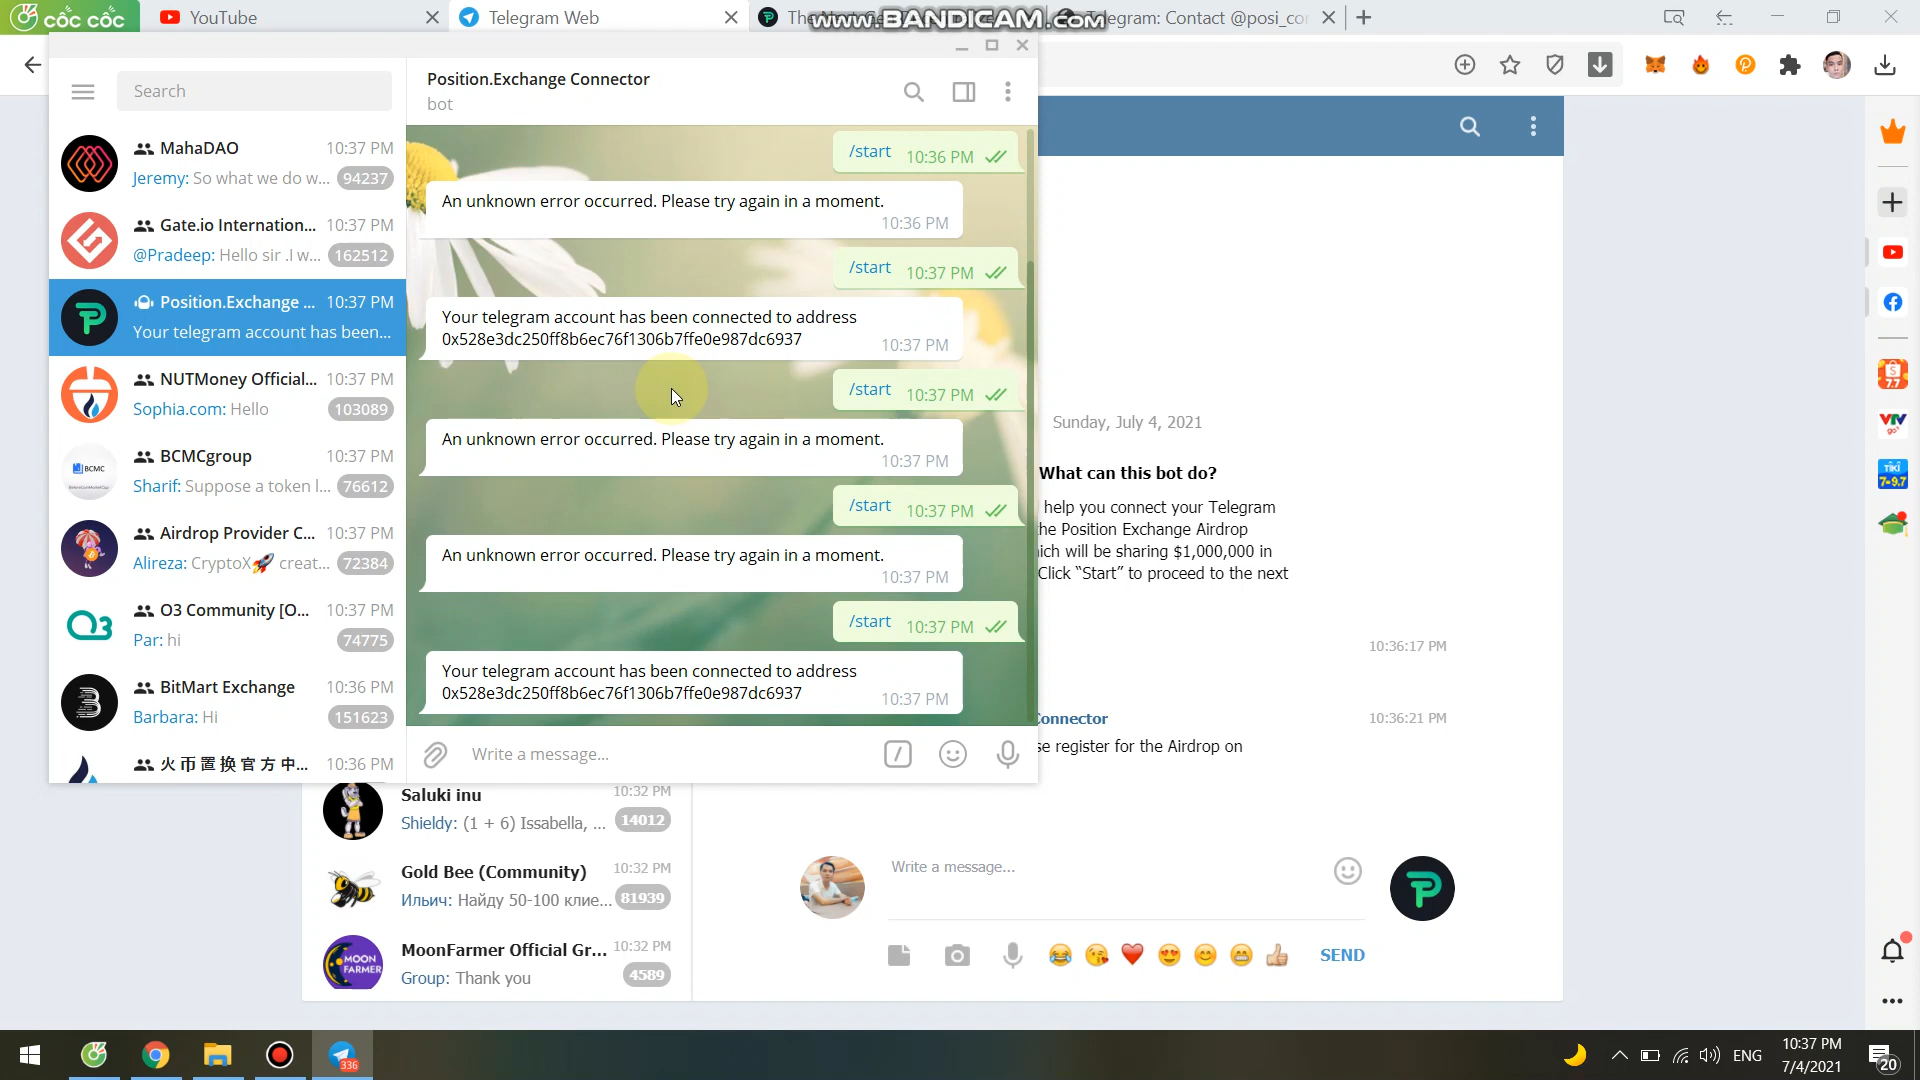 cốc cốc
YouTube
Telegram Web
www.BANDICAM.com
Telegram: Contact @posi_co
Search
Position.Exchange Connector
bot
MahaDAO 10:37 PM
Jeremy: So what we do w... 94237
Gate.io Internation... 10:37 PM
@Pradeep: Hello sir .I w... 162512
Position.Exchange ... 10:37 PM
Your telegram account has been...
NUTMoney Official... 10:37 PM
Sophia.com: Hello 103089
BCMCgroup 10:37 PM
Sharif: Suppose a token l... 76612
BCMC
Airdrop Provider C... 10:37 PM
Alireza: CryptoX🚀 creat... 72384
O3 Community [O... 10:37 PM
Par: hi 74775
BitMart Exchange 10:36 PM
Barbara: Hi 151623
火币置换官方中... 10:36 PM
/start 10:36 PM
An unknown error occurred. Please try again in a moment.
10:36 PM
/start 10:37 PM
Your telegram account has been connected to address
0x528e3dc250ff8b6ec76f1306b7ffe0e987dc6937 10:37 PM
/start 10:37 PM
An unknown error occurred. Please try again in a moment.
10:37 PM
/start 10:37 PM
An unknown error occurred. Please try again in a moment.
10:37 PM
/start 10:37 PM
Your telegram account has been connected to address
0x528e3dc250ff8b6ec76f1306b7ffe0e987dc6937 10:37 PM
Write a message...
Sunday, July 4, 2021
What can this bot do?
help you connect your Telegram
he Position Exchange Airdrop
ich will be sharing $1,000,000 in
Click “Start” to proceed to the next
10:36:17 PM
Connector 10:36:21 PM
se register for the Airdrop on
Saluki inu 10:32 PM
Shieldy: (1 + 6) Issabella, ... 14012
Gold Bee (Community) 10:32 PM
Ильич: Найду 50-100 клие... 81939
MoonFarmer Official Gr... 10:32 PM
Group: Thank you 4589
MOON
FARMER
Write a message...
SEND
7.7
VTV
go
TIKI
7-9.7
336
ENG
10:37 PM
7/4/2021
20